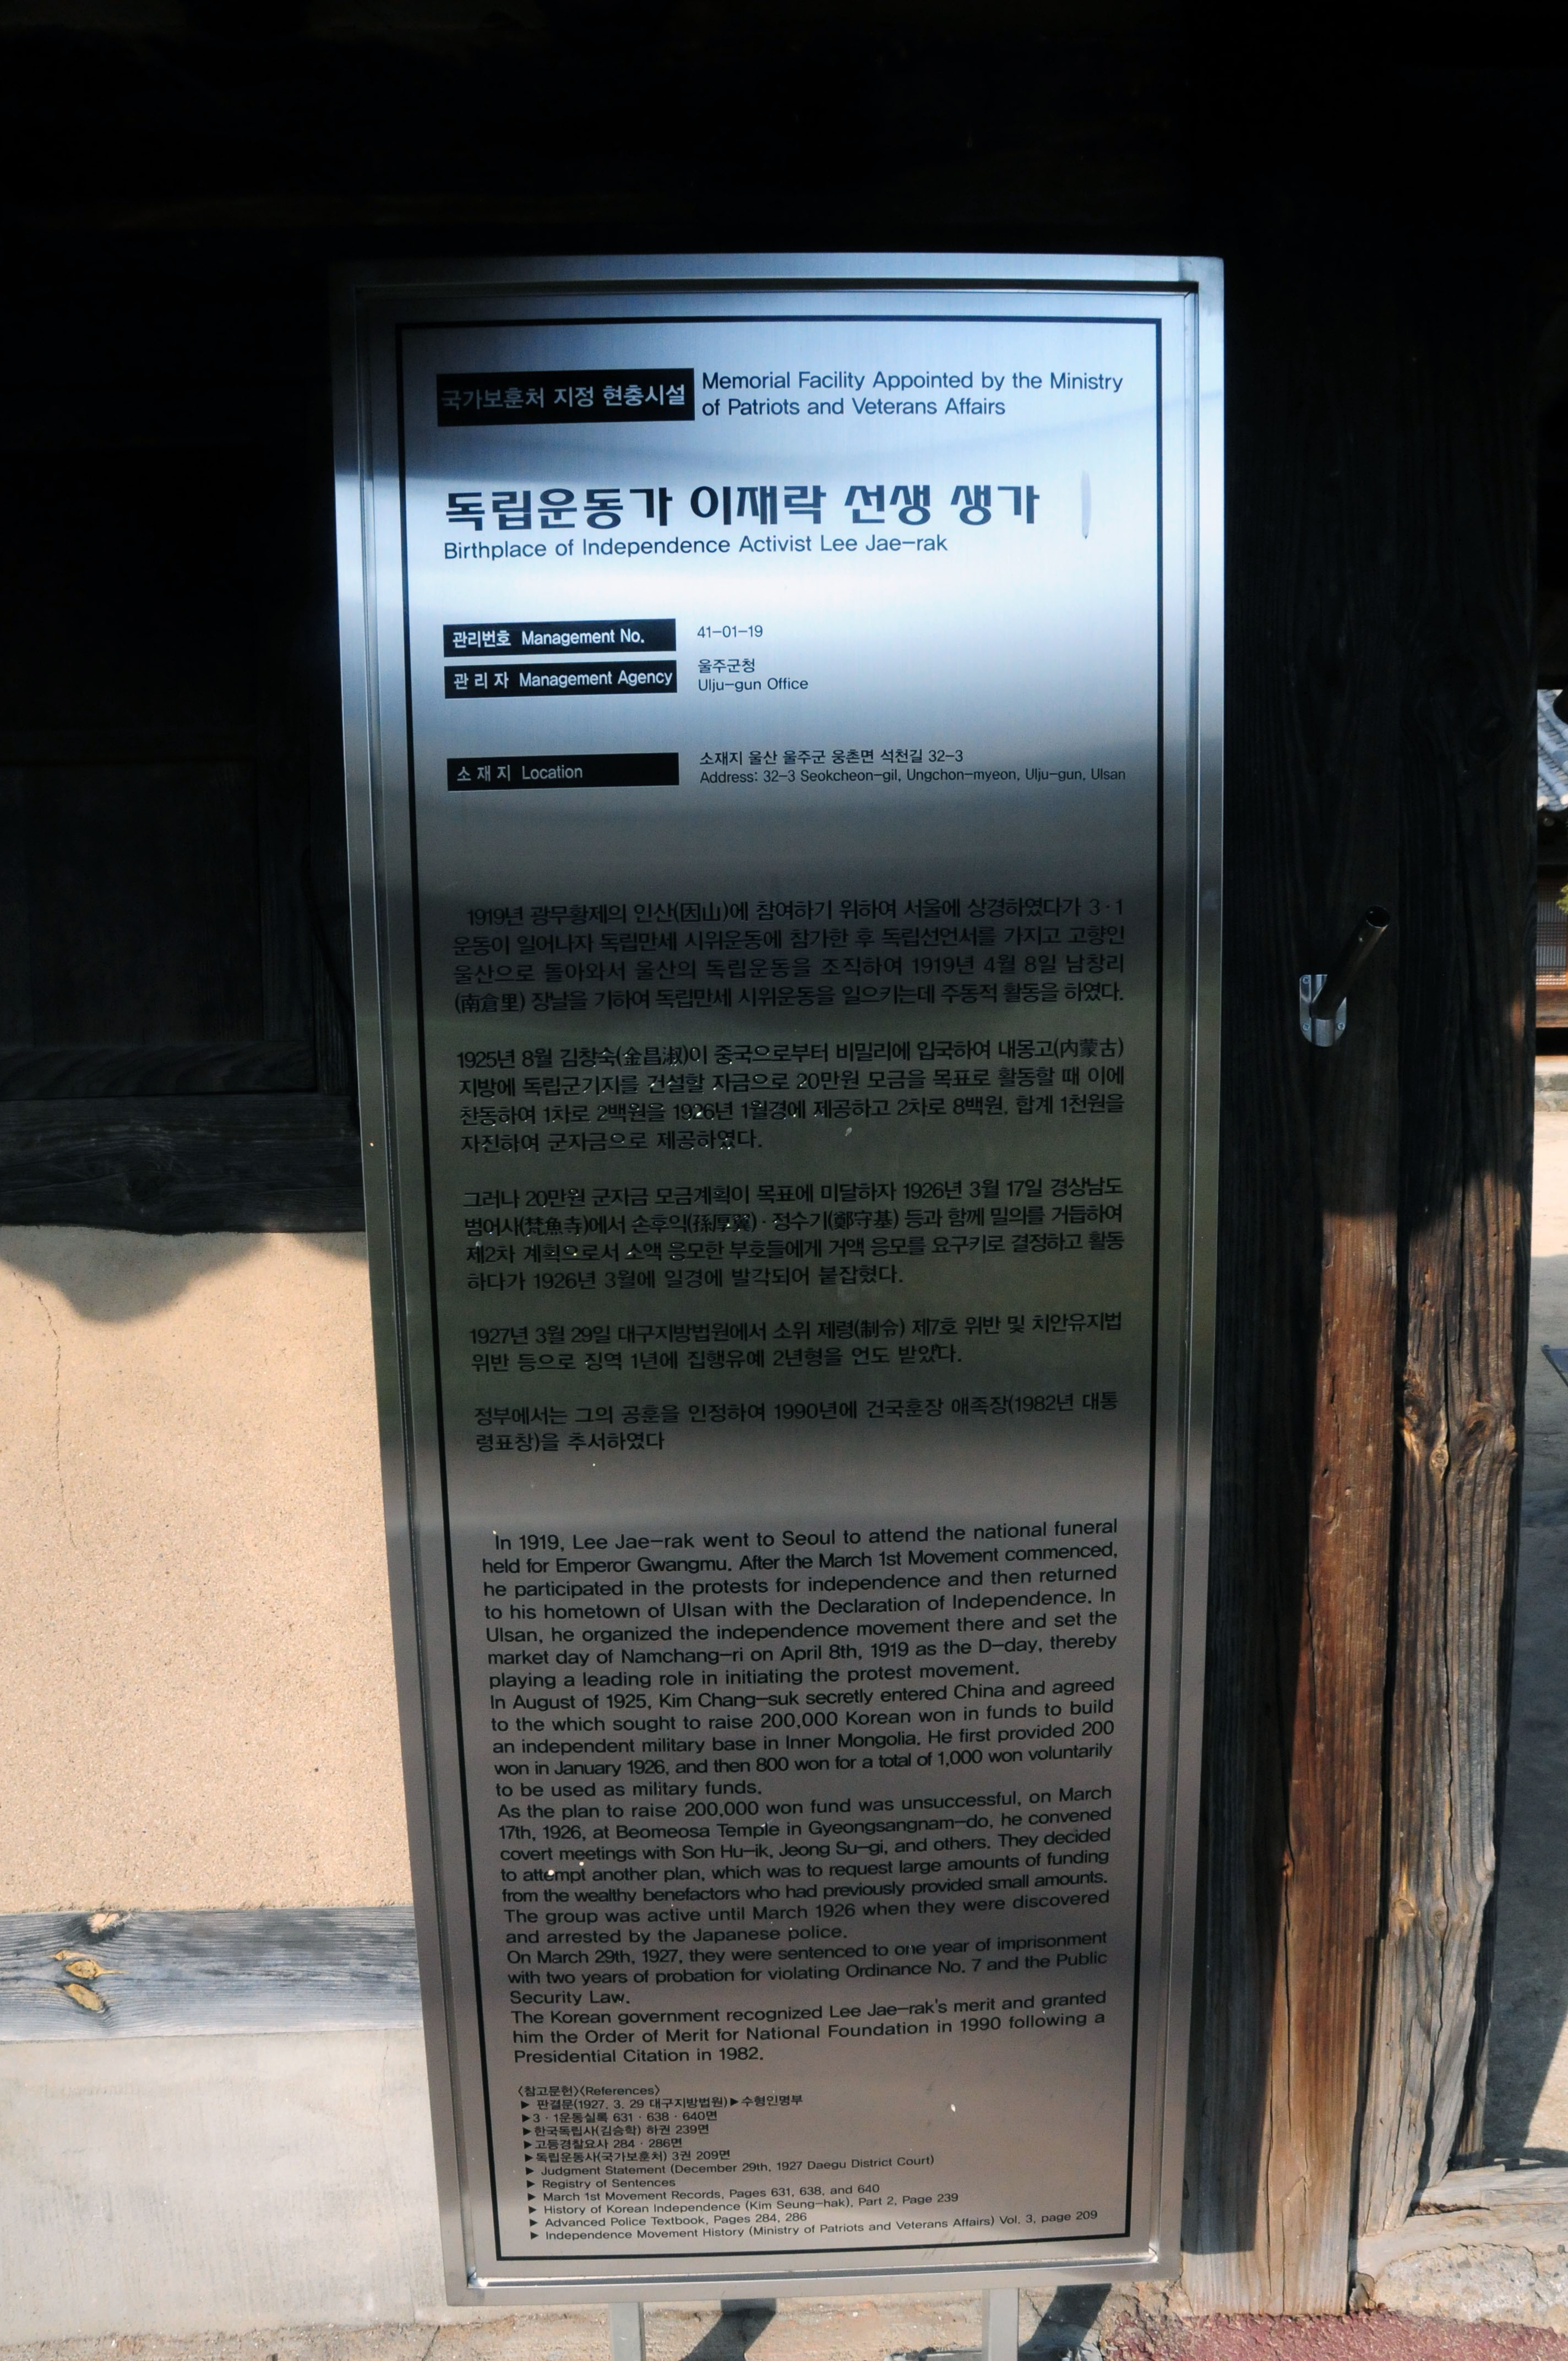 국가보훈처 지정 현충시설
Memorial Facility Appointed by the Ministry
of Patriots and Veterans Affairs
독립운동가 이재락 선생 생가
Birthplace of Independence Activist Lee Jae-rak
관리번호 Management No.
41-01-19
관 리 자 Management Agency
울주군청
Ulju-gun Office
소 재 지 Location
소재지 울산 울주군 웅촌면 석천길 32-3
Address: 32-3 Seokcheon-gil, Ungchon-myeon, Ulju-gun, Ulsan
1919년 광무황제의 인산(因山)에 참여하기 위하여 서울에 상경하였다가 3·1
운동이 일어나자 독립만세 시위운동에 참가한 후 독립선언서를 가지고 고향인
울산으로 돌아와서 울산의 독립운동을 조직하여 1919년 4월 8일 남창리
(南倉里) 장날을 기하여 독립만세 시위운동을 일으키는데 주동적 활동을 하였다.
1925년 8월 김창숙(金昌淑)이 중국으로부터 비밀리에 입국하여 내몽고(內蒙古)
지방에 독립군기지를 건설할 자금으로 20만원 모금을 목표로 활동할 때 이에
찬동하여 1차로 2백원을 1926년 1월경에 제공하고 2차로 8백원, 합계 1천원을
자진하여 군자금으로 제공하였다.
그러나 20만원 군자금 모금계획이 목표에 미달하자 1926년 3월 17일 경상남도
범어사(梵魚寺)에서 손후익(孫厚翼)·정수기(鄭守基) 등과 함께 밀의를 거듭하여
제2차 계획으로서 소액 응모한 부호들에게 거액 응모를 요구키로 결정하고 활동
하다가 1926년 3월에 일경에 발각되어 붙잡혔다.
1927년 3월 29일 대구지방법원에서 소위 제령(制令) 제7호 위반 및 치안유지법
위반 등으로 징역 1년에 집행유예 2년형을 언도 받았다.
정부에서는 그의 공훈을 인정하여 1990년에 건국훈장 애족장(1982년 대통
령표창)을 추서하였다
In 1919, Lee Jae-rak went to Seoul to attend the national funeral
held for Emperor Gwangmu. After the March 1st Movement commenced,
he participated in the protests for independence and then returned
to his hometown of Ulsan with the Declaration of Independence. In
Ulsan, he organized the independence movement there and set the
market day of Namchang-ri on April 8th, 1919 as the D-day, thereby
playing a leading role in initiating the protest movement.
In August of 1925, Kim Chang-suk secretly entered China and agreed
to the which sought to raise 200,000 Korean won in funds to build
an independent military base in Inner Mongolia. He first provided 200
won in January 1926, and then 800 won for a total of 1,000 won voluntarily
to be used as military funds.
As the plan to raise 200,000 won fund was unsuccessful, on March
17th, 1926, at Beomeosa Temple in Gyeongsangnam-do, he convened
covert meetings with Son Hu-ik, Jeong Su-gi, and others. They decided
to attempt another plan, which was to request large amounts of funding
from the wealthy benefactors who had previously provided small amounts.
The group was active until March 1926 when they were discovered
and arrested by the Japanese police.
On March 29th, 1927, they were sentenced to one year of imprisonment
with two years of probation for violating Ordinance No. 7 and the Public
Security Law.
The Korean government recognized Lee Jae-rak's merit and granted
him the Order of Merit for National Foundation in 1990 following a
Presidential Citation in 1982.
〈참고문헌〉〈References〉
▶ 판결문(1927. 3. 29 대구지방법원)▶수형인명부
▶3·1운동실록 631·638·640면
▶한국독립사(김승학) 하권 239면
▶고등경찰요사 284·286면
▶독립운동사(국가보훈처) 3권 209면
▶ Judgment Statement (December 29th, 1927 Daegu District Court)
▶ Registry of Sentences
▶ March 1st Movement Records, Pages 631, 638, and 640
▶ History of Korean Independence (Kim Seung-hak), Part 2, Page 239
▶ Advanced Police Textbook, Pages 284, 286
▶ Independence Movement History (Ministry of Patriots and Veterans Affairs) Vol. 3, page 209